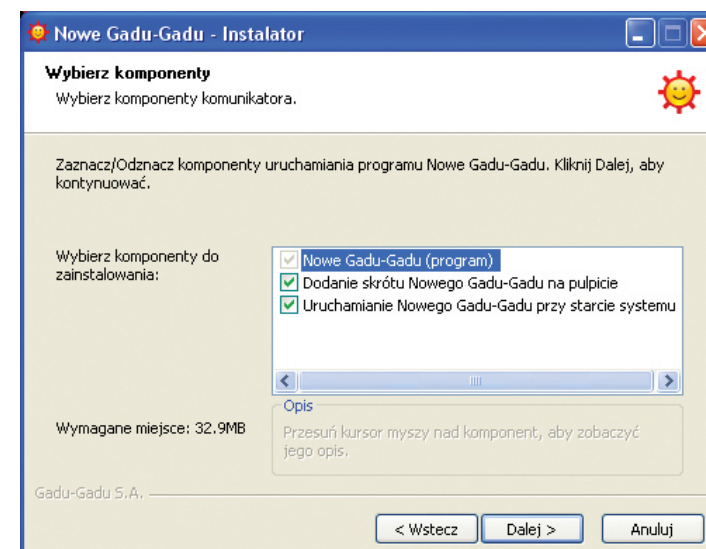 Nowe Gadu-Gadu - Instalator
Wybierz komponenty
Wybierz komponenty komunikatora.
Zaznacz/Odznacz komponenty uruchamiania programu Nowe Gadu-Gadu. Kliknij Dalej, aby
kontynuować.
Wybierz komponenty do
zainstalowania:
Nowe Gadu-Gadu (program)
Dodanie skrótu Nowego Gadu-Gadu na pulpicie
Uruchamianie Nowego Gadu-Gadu przy starcie systemu
Wymagane miejsce: 32.9MB
Opis
Przesuń kursor myszy nad komponent, aby zobaczyć
jego opis.
Gadu-Gadu S.A.
< Wstecz
Dalej >
Anuluj